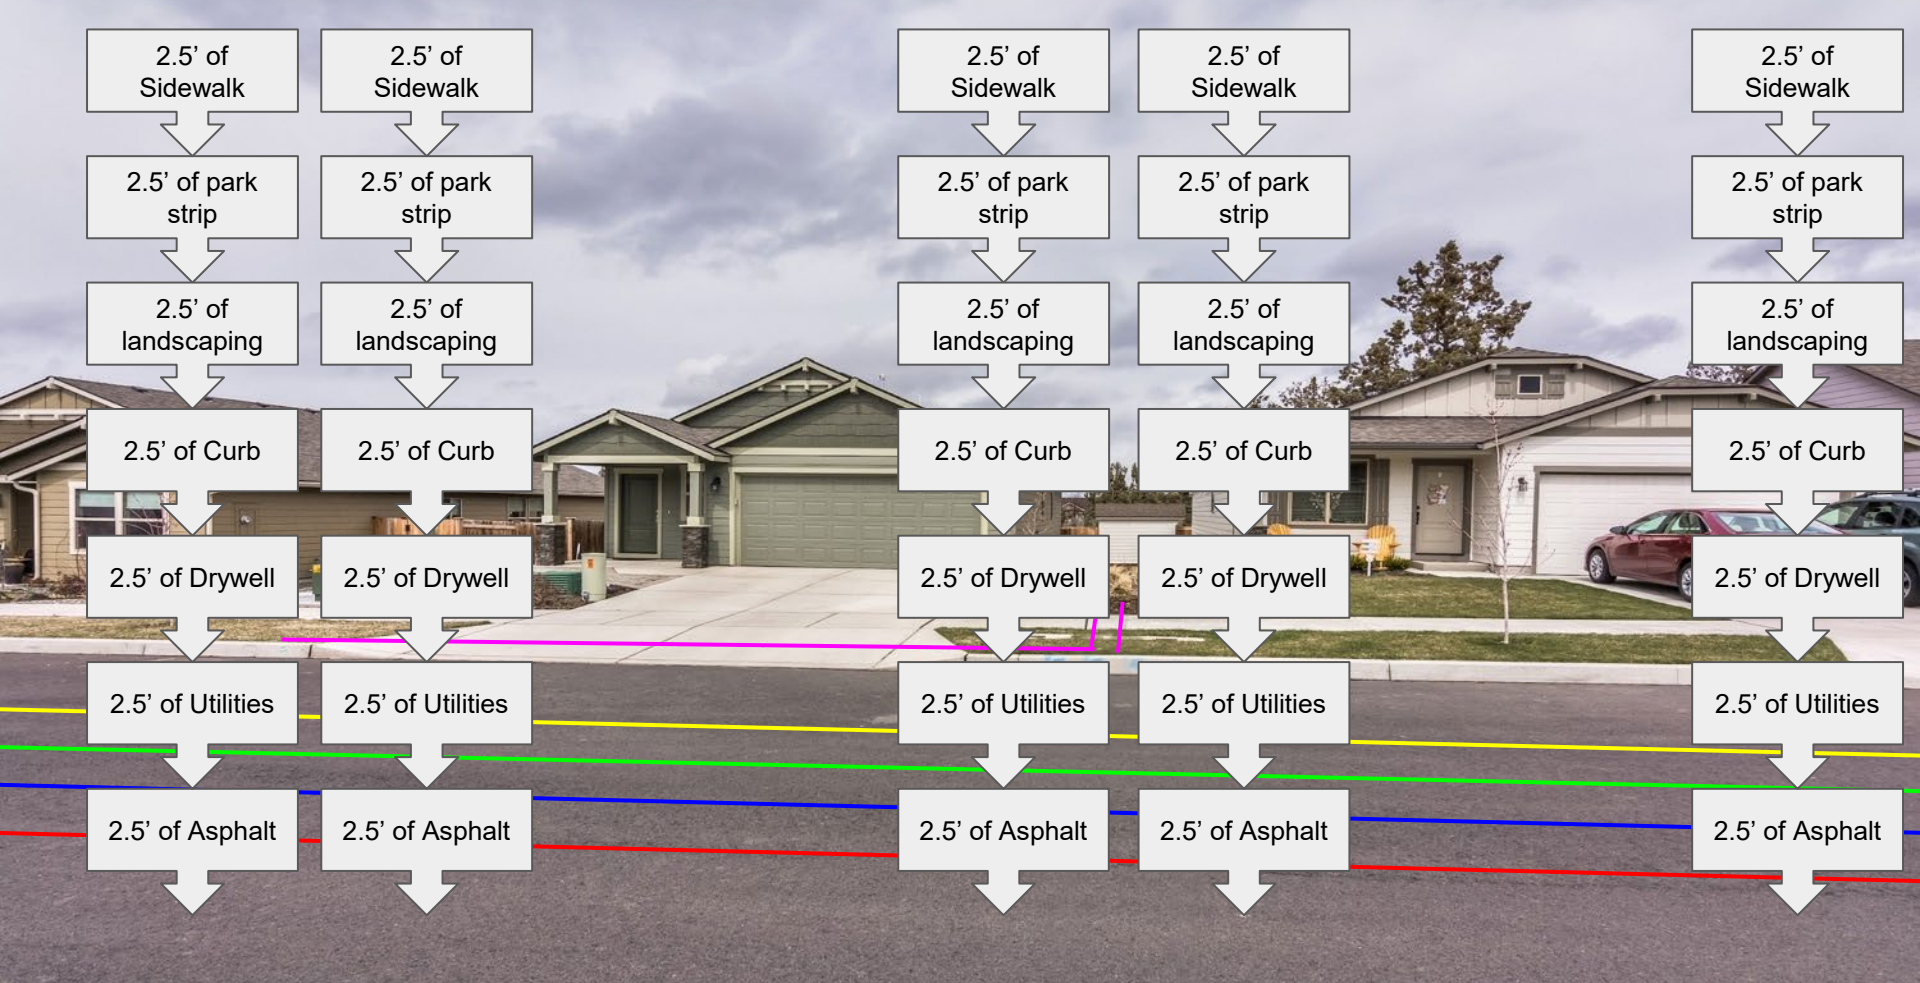 2.5’ of
Sidewalk
2.5’ of park
strip
2.5’ of
landscaping
2.5’ of Curb
2.5’ of Drywell
2.5’ of Utilities
2.5’ of Asphalt
2.5’ of
Sidewalk
2.5’ of park
strip
2.5’ of
landscaping
2.5’ of Curb
2.5’ of Drywell
2.5’ of Utilities
2.5’ of Asphalt
2.5’ of
Sidewalk
2.5’ of park
strip
2.5’ of
landscaping
2.5’ of Curb
2.5’ of Drywell
2.5’ of Utilities
2.5’ of Asphalt
2.5’ of
Sidewalk
2.5’ of park
strip
2.5’ of
landscaping
2.5’ of Curb
2.5’ of Drywell
2.5’ of Utilities
2.5’ of Asphalt
2.5’ of
Sidewalk
2.5’ of park
strip
2.5’ of
landscaping
2.5’ of Curb
2.5’ of Drywell
2.5’ of Utilities
2.5’ of Asphalt